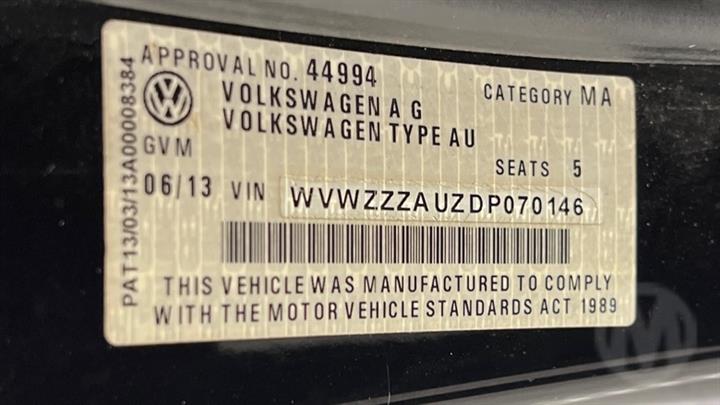 APPROVAL NO. 44994
CATEGORY MA
VOLKSWAGEN A G
VOLKSWAGEN TYPE AU
GVM
SEATS 5
06/13 VIN WVWZZZAUZDP070146
THIS VEHICLE WAS MANUFACTURED TO COMPLY
WITH THE MOTOR VEHICLE STANDARDS ACT 1989
PAT13/03/13A00008384
M